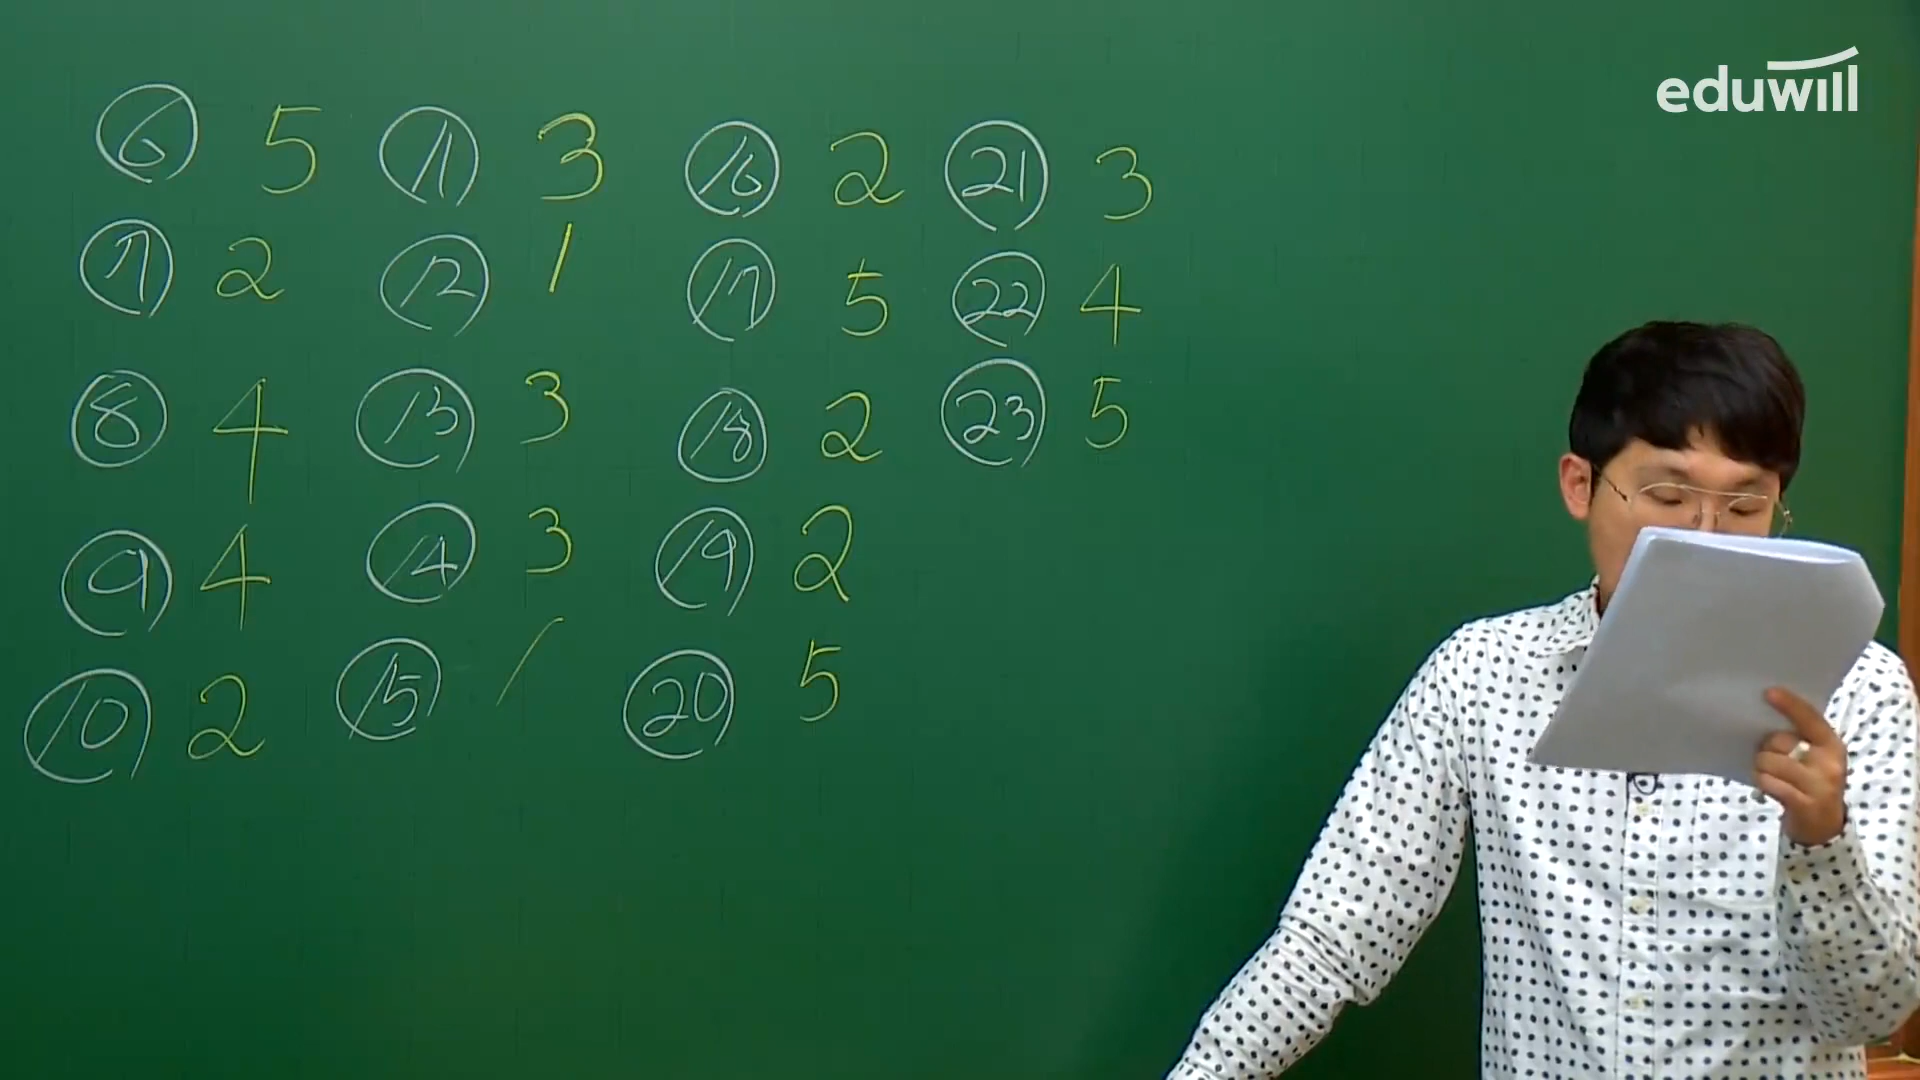 eduwill
⑥ 5 ⑪ 3 ⑯ 2 ㉑ 3
⑦ 2 ⑫ 1 ⑰ 5 ㉒ 4
⑧ 4 ⑬ 3 ⑱ 2 ㉓ 5
⑨ 4 ⑭ 3 ⑲ 2
⑩ 2 ⑮ 1 ⑳ 5